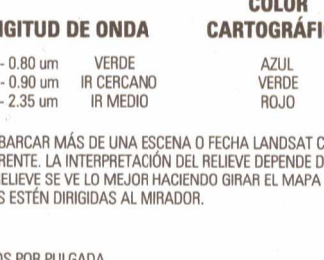 COLOR
GITUD DE ONDA CARTOGRÁFI
- 0.80 um VERDE AZUL
- 0.90 um IR CERCANO VERDE
- 2.35 um IR MEDIO ROJO
BARCAR MÁS DE UNA ESCENA O FECHA LANDSAT C
RENTE. LA INTERPRETACIÓN DEL RELIEVE DEPENDE D
ELIEVE SE VE LO MEJOR HACIENDO GIRAR EL MAPA
S ESTÉN DIRIGIDAS AL MIRADOR.
OS POR PULGADA